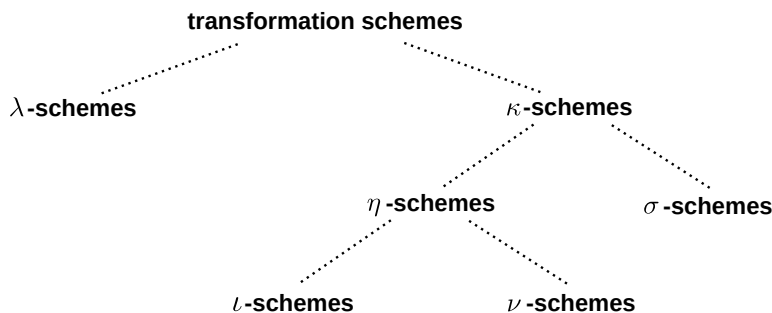 transformation schemes
λ-schemes
κ-schemes
η-schemes
σ-schemes
ι-schemes
ν-schemes